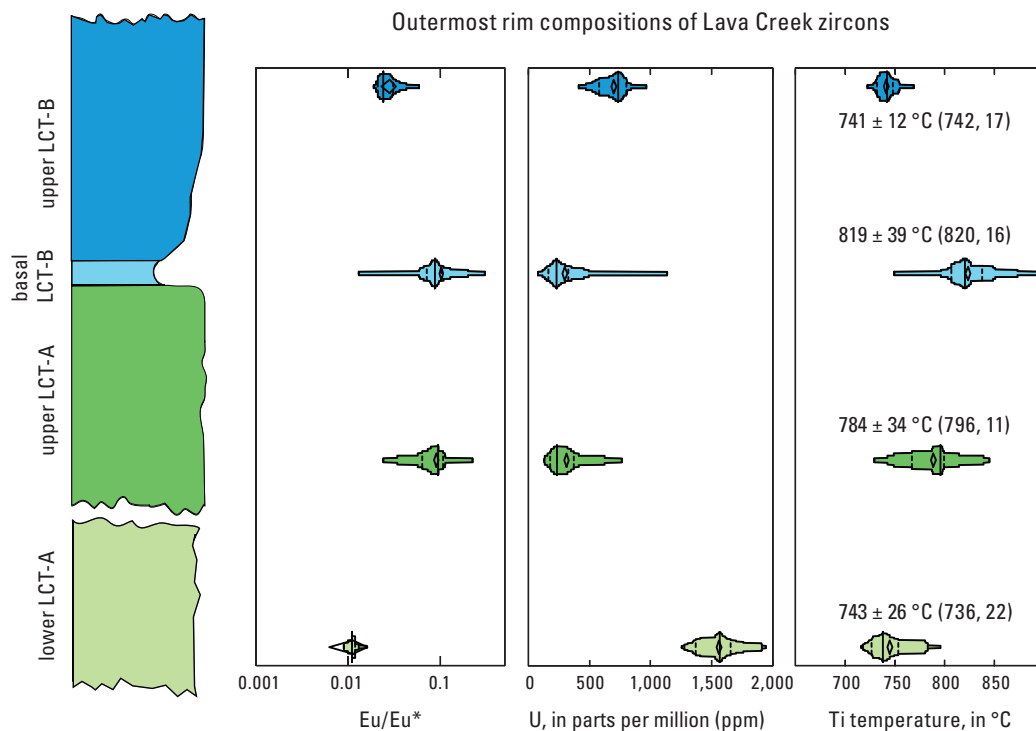 Outermost rim compositions of Lava Creek zircons
upper LCT-B
basal
LCT-B
upper LCT-A
lower LCT-A
741 ± 12 °C (742, 17)
819 ± 39 °C (820, 16)
784 ± 34 °C (796, 11)
743 ± 26 °C (736, 22)
0.001 0.01 0.1 0 500 1,000 1,500 2,000 700 750 800 850 900
Eu/Eu* U, in parts per million (ppm) Ti temperature, in °C